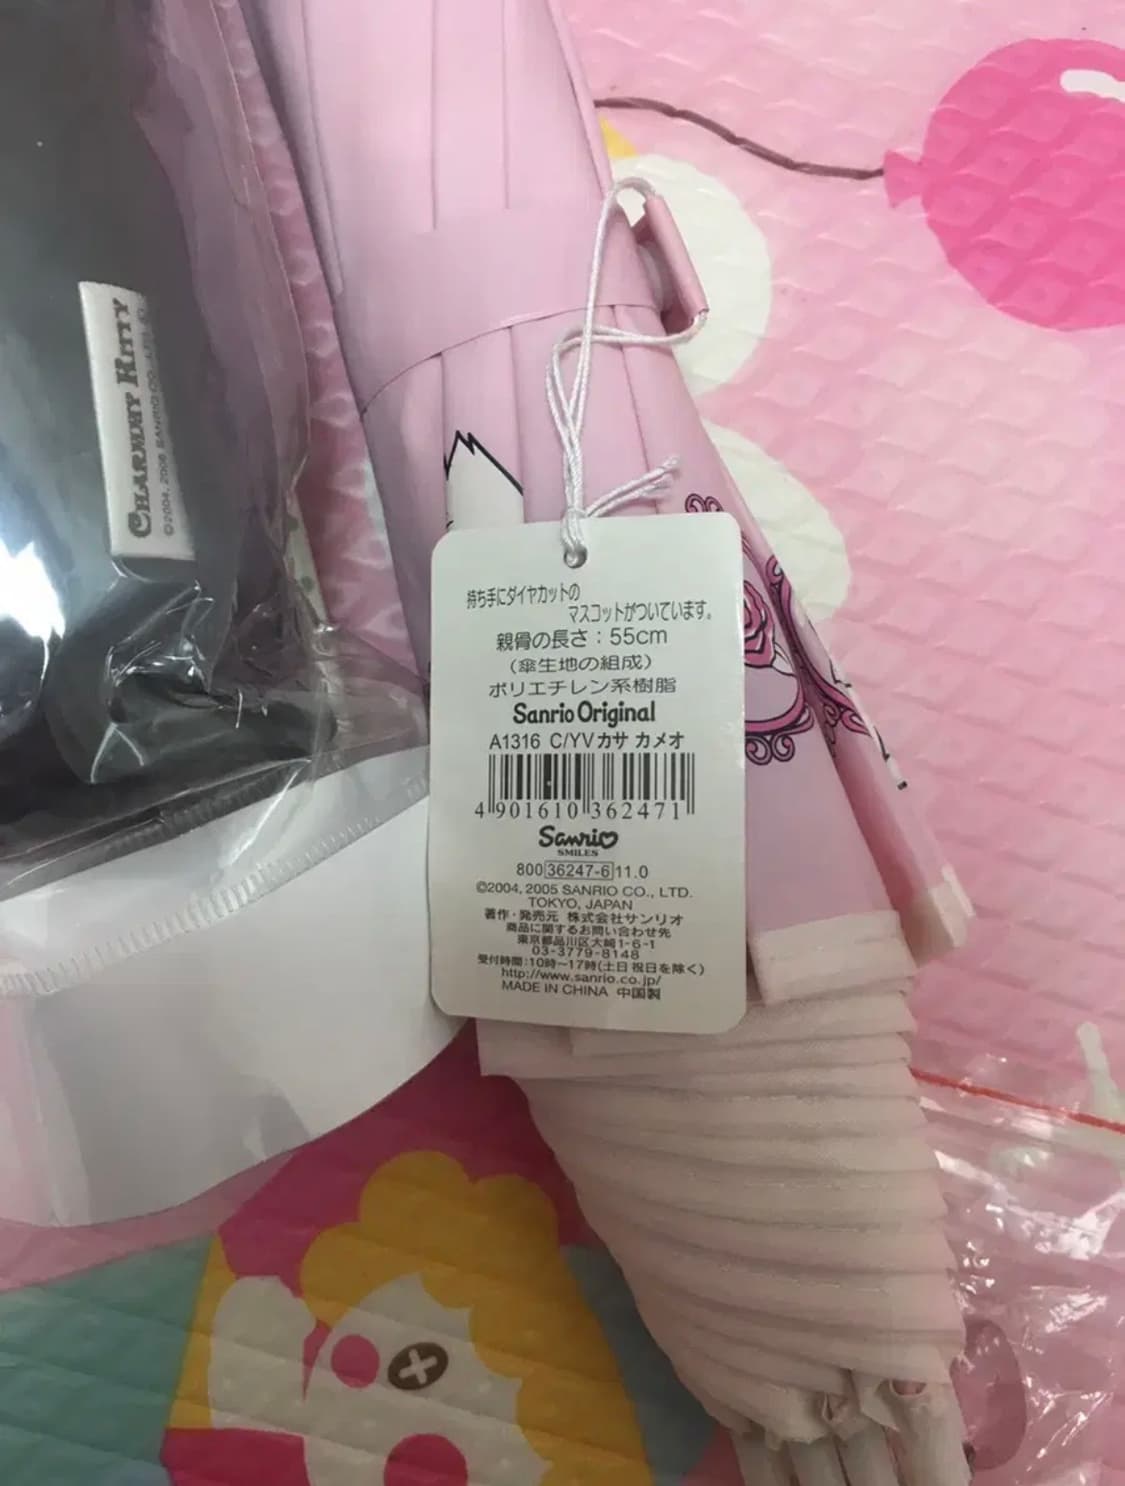 CHARMMY KITTY
©2004, 2006 SANRIO CO., LTD.
持ち手にダイヤカットの
マスコットがついています。
親骨の長さ：55cm
（傘生地の組成）
ポリエチレン系樹脂
Sanrio Original
A1316 C/YVカサ カメオ
4 901610 362471
Sanrio
SMILES
800 36247-6 11.0
©2004, 2005 SANRIO CO., LTD.
TOKYO, JAPAN
著作・発売元 株式会社サンリオ
商品に関するお問い合わせ先
東京都品川区大崎1-6-1
03-3779-8148
受付時間：10時～17時(土日 祝日を除く)
http://www.sanrio.co.jp/
MADE IN CHINA 中国製